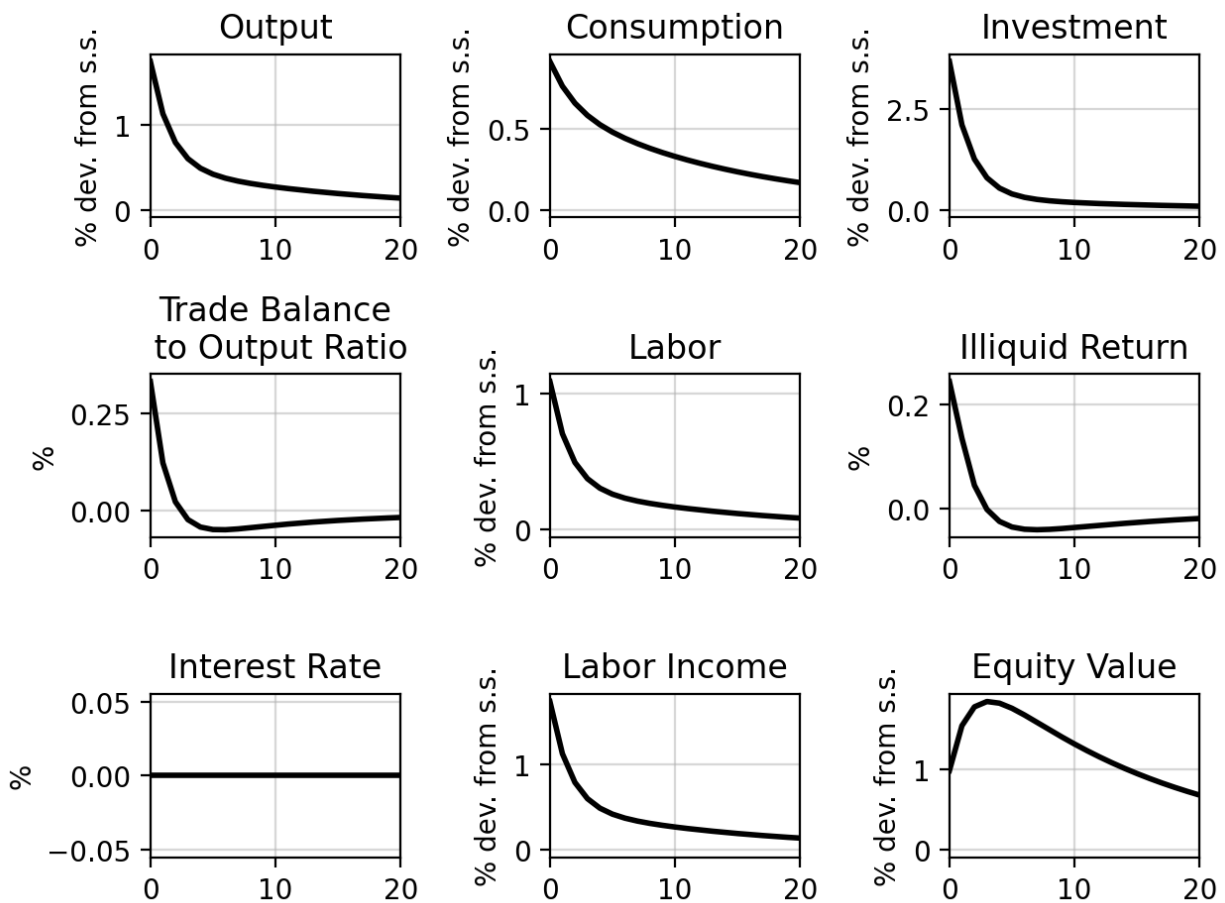 Output
% dev. from s.s.
1
0
0 10 20
Consumption
% dev. from s.s.
0.5
0.0
0 10 20
Investment
% dev. from s.s.
2.5
0.0
0 10 20
Trade Balance
to Output Ratio
%
0.25
0.00
0 10 20
Labor
% dev. from s.s.
1
0
0 10 20
Illiquid Return
%
0.2
0.0
0 10 20
Interest Rate
%
0.05
0.00
−0.05
0 10 20
Labor Income
% dev. from s.s.
1
0
0 10 20
Equity Value
% dev. from s.s.
1
0
0 10 20